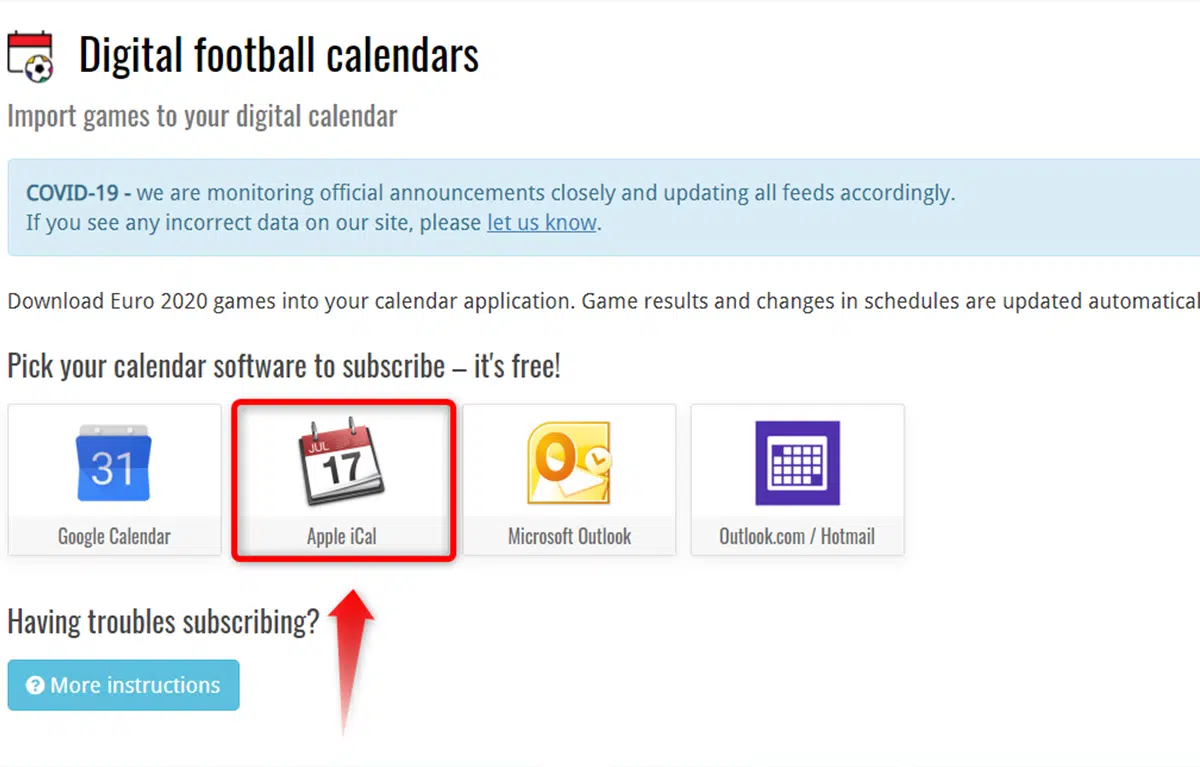 Digital football calendars
Import games to your digital calendar
COVID-19 - we are monitoring official announcements closely and updating all feeds accordingly.
If you see any incorrect data on our site, please let us know.
Download Euro 2020 games into your calendar application. Game results and changes in schedules are updated
Pick your calendar software to subscribe – it's free!
31
JUL
17
O
Google Calendar
Apple iCal
Microsoft Outlook
Outlook.com / Hotmail
Having troubles subscribing?
? More instructions